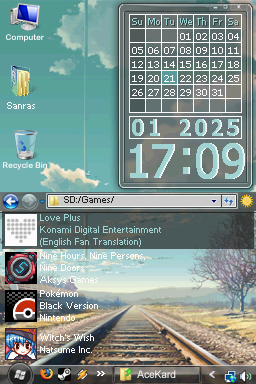 Computer
Sanras
Recycle Bin
Su Mo Tu We Th Fr Sa
01 02 03 04
05 06 07 08 09 10 11
12 13 14 15 16 17 18
19 20 21 22 23 24 25
26 27 28 29 30 31
01 2025
17:09
SD:/Games/
Love Plus
Konami Digital Entertainment
(English Fan Translation)
Nine Hours, Nine Persons,
Nine Doors
Aksys Games
Pokémon
Black Version
Nintendo
Witch's Wish
Natsume Inc.
AceKard